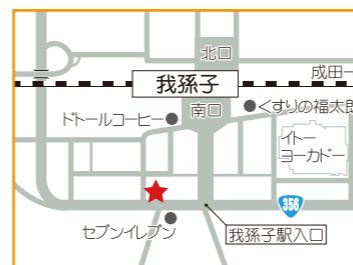 北口
成田一
我孫子
南口
くすりの福太郎
ドトールコーヒー
イトー
ヨーカドー
356
セブンイレブン
我孫子駅入口